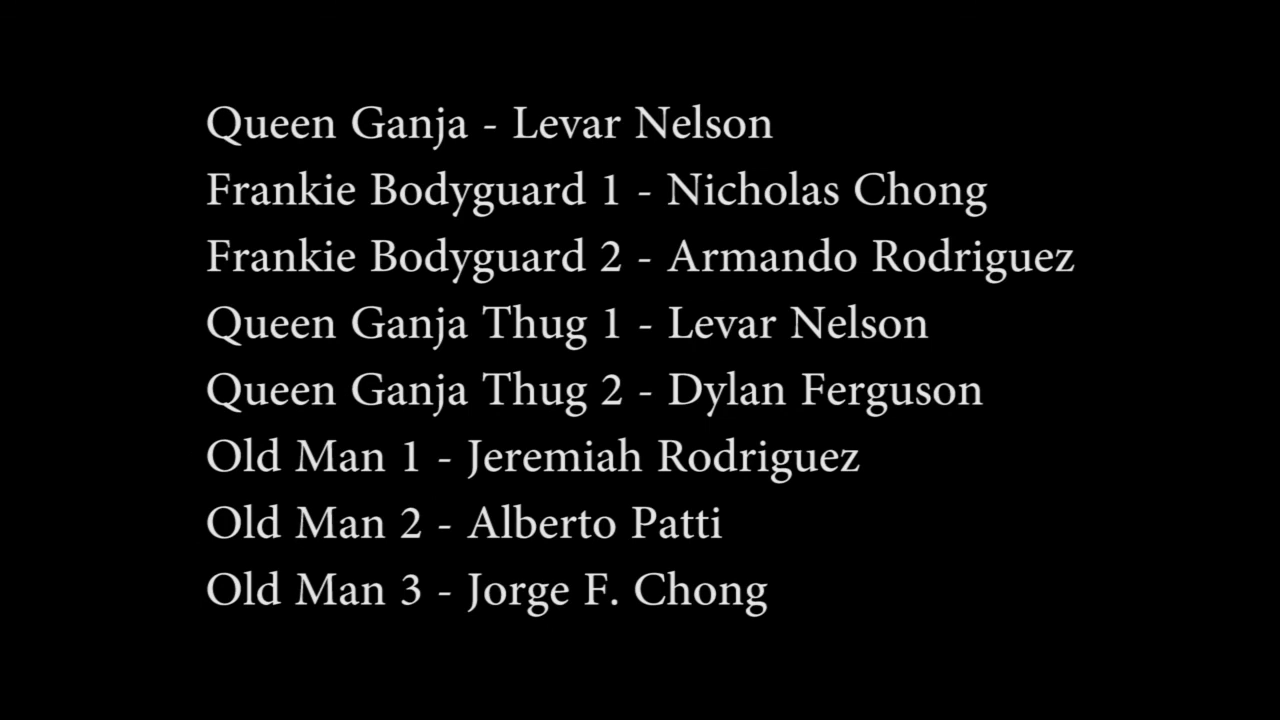 Queen Ganja - Levar Nelson
Frankie Bodyguard 1 - Nicholas Chong
Frankie Bodyguard 2 - Armando Rodriguez
Queen Ganja Thug 1 - Levar Nelson
Queen Ganja Thug 2 - Dylan Ferguson
Old Man 1 - Jeremiah Rodriguez
Old Man 2 - Alberto Patti
Old Man 3 - Jorge F. Chong